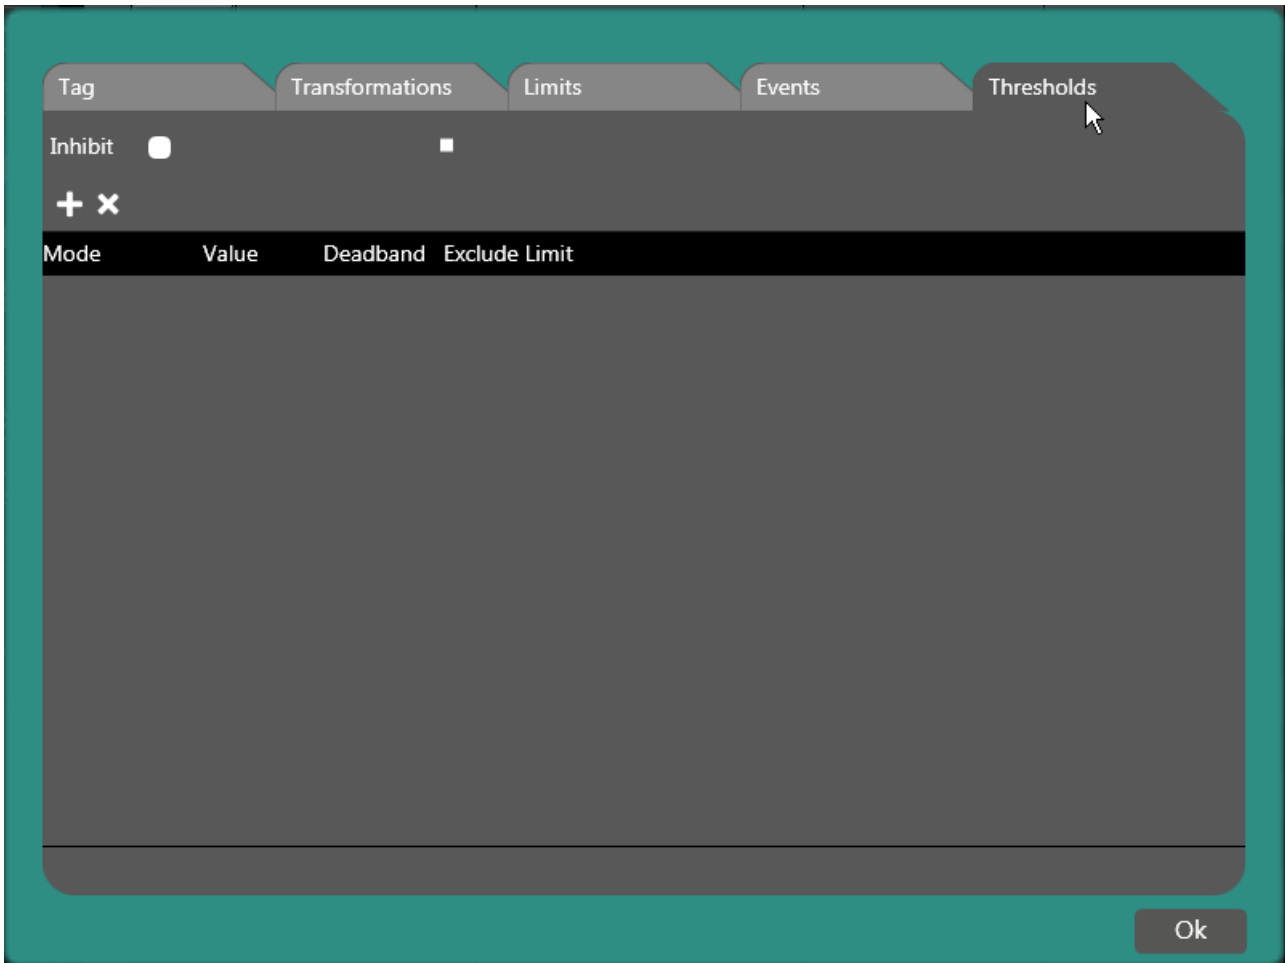 Tag Transformations Limits Events Thresholds
Inhibit
Mode Value Deadband Exclude Limit
Ok